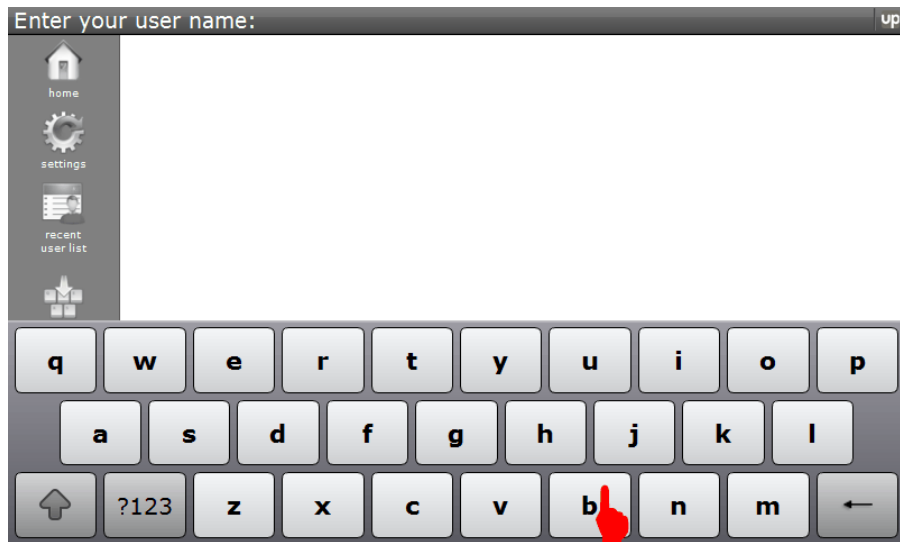 Enter your user name:
up
home
settings
recent
user list
q w e r t y u i o p
a s d f g h j k l
?123 z x c v b n m